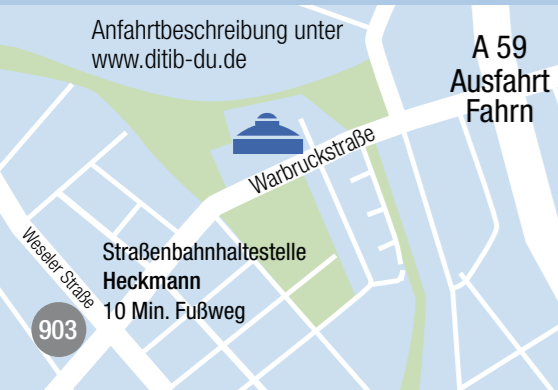 Anfahrtbeschreibung unter
www.ditib-du.de
A 59
Ausfahrt
Fahrn
Warbruckstraße
Weseler Straße
Straßenbahnhaltestelle
Heckmann
10 Min. Fußweg
903